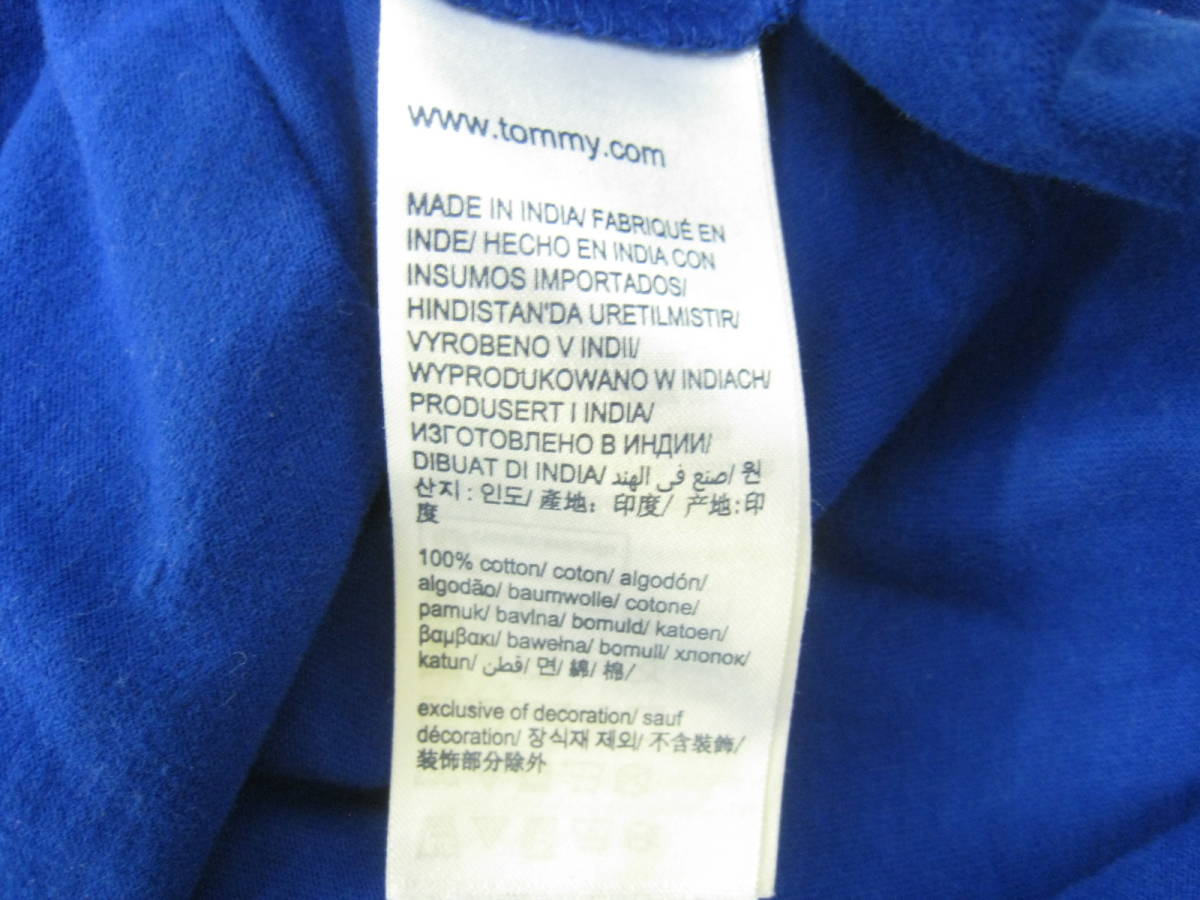 www.tommy.com
MADE IN INDIA/ FABRIQUÉ EN
INDE/ HECHO EN INDIA CON
INSUMOS IMPORTADOS/
HINDISTAN'DA URETILMISTIR/
VYROBENO V INDII/
WYPRODUKOWANO W INDIACH/
PRODUSERT I INDIA/
ИЗГОТОВЛЕНО В ИНДИИ/
DIBUAT DI INDIA/ صنع في الهند/ 원
산지 : 인도/ 產地: 印度/ 产地:印
度
100% cotton/ coton/ algodón/
algodão/ baumwolle/ cotone/
pamuk/ bavlna/ bomuld/ katoen/
βαμβακι/ bawełna/ bomull/ хлопок/
katun/ قطن/ 면/ 綿/ 棉/
exclusive of decoration/ sauf
décoration/ 장식재 제외/ 不含裝飾/
装饰部分除外